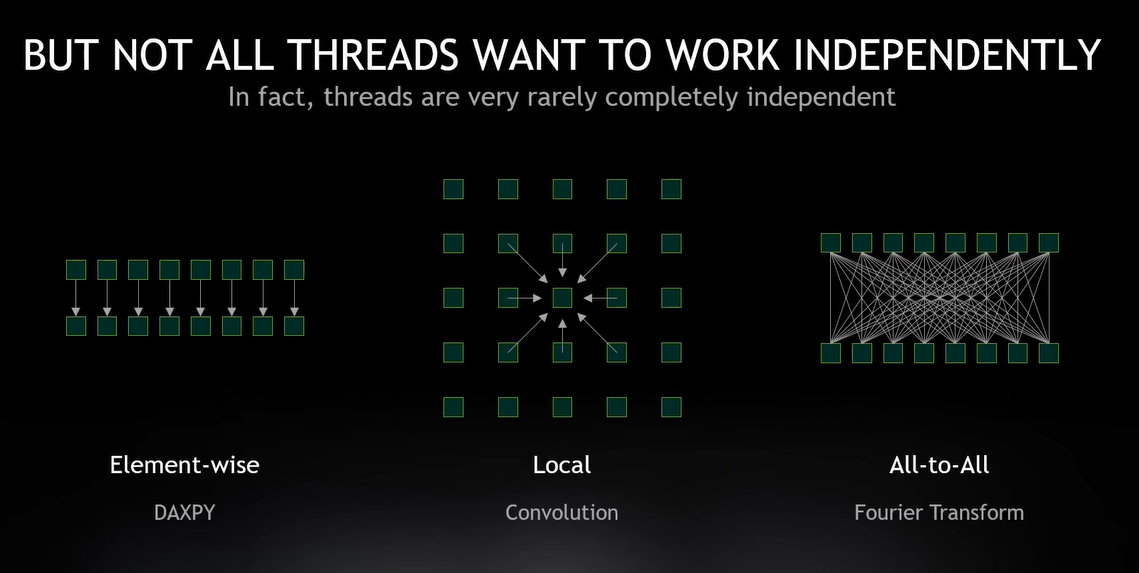 BUT NOT ALL THREADS WANT TO WORK INDEPENDENTLY
In fact, threads are very rarely completely independent
Element-wise
DAXPY
Local
Convolution
All-to-All
Fourier Transform